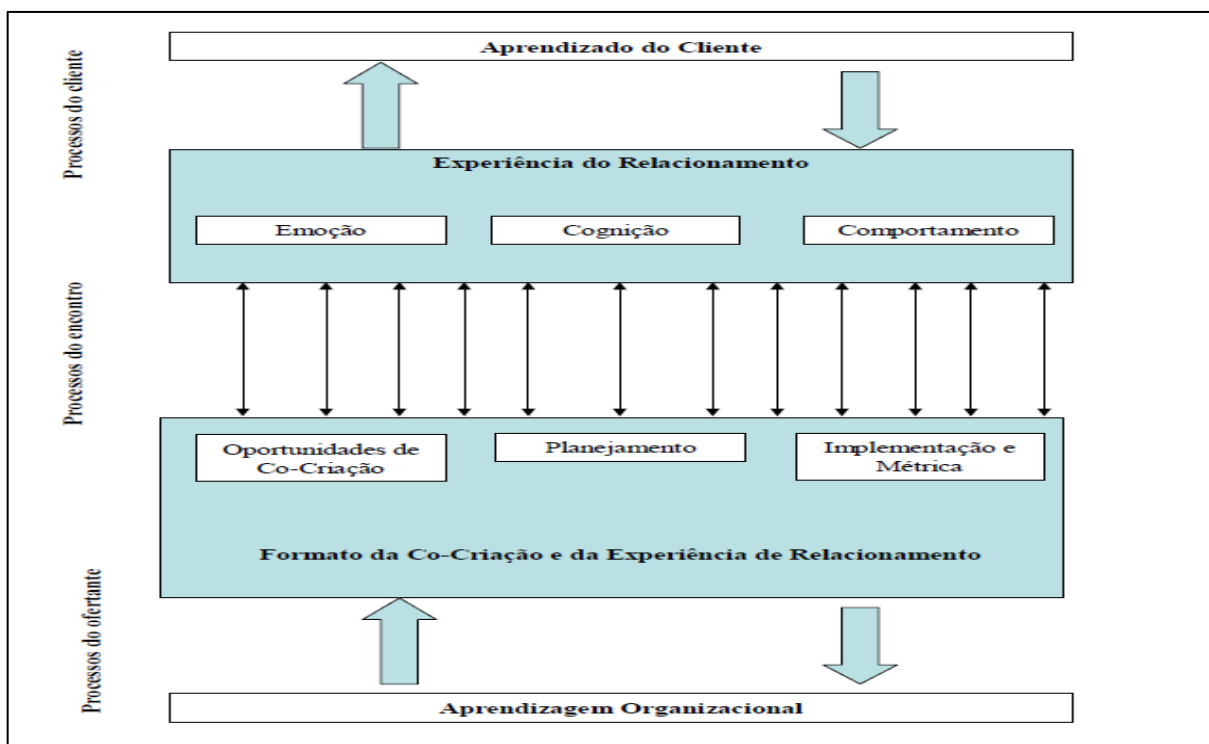 Aprendizado do Cliente
Processos do cliente
Experiência do Relacionamento
Emoção
Cognição
Comportamento
Processos do encontro
Oportunidades de
Co-Criação
Planejamento
Implementação e
Métrica
Formato da Co-Criação e da Experiência de Relacionamento
Processos do ofertante
Aprendizagem Organizacional